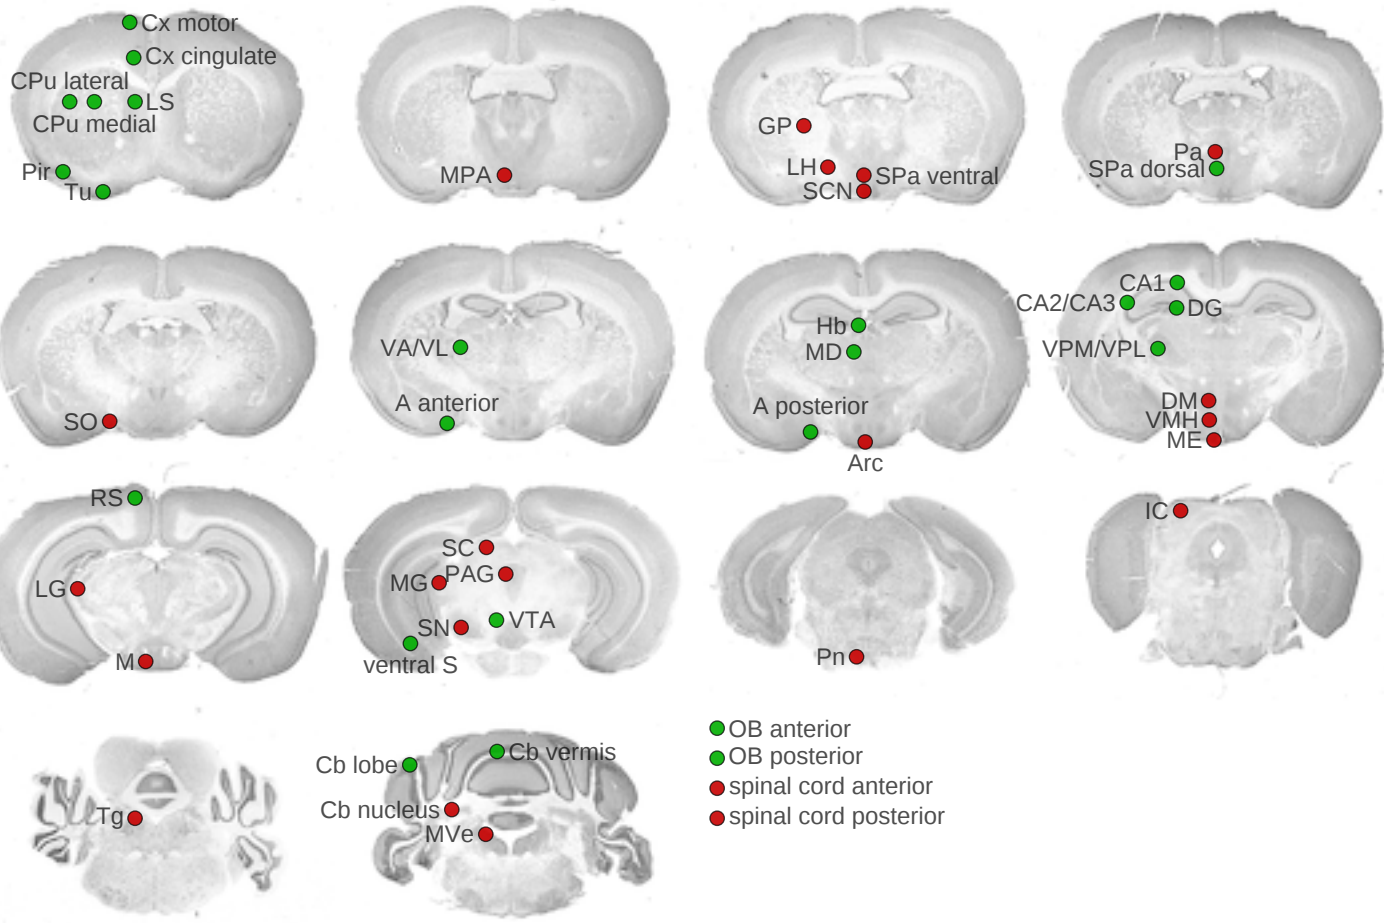 Cx motor
Cx cingulate
CPu lateral
LS
CPu medial
Pir
Tu
MPA
GP
LH
SPa ventral
SCN
Pa
SPa dorsal
SO
VA/VL
A anterior
Hb
MD
A posterior
Arc
CA1
CA2/CA3
DG
VPM/VPL
DM
VMH
ME
RS
LG
M
SC
MG
PAG
SN
VTA
ventral S
Pn
IC
Tg
Cb lobe
Cb vermis
Cb nucleus
MVe
OB anterior
OB posterior
spinal cord anterior
spinal cord posterior